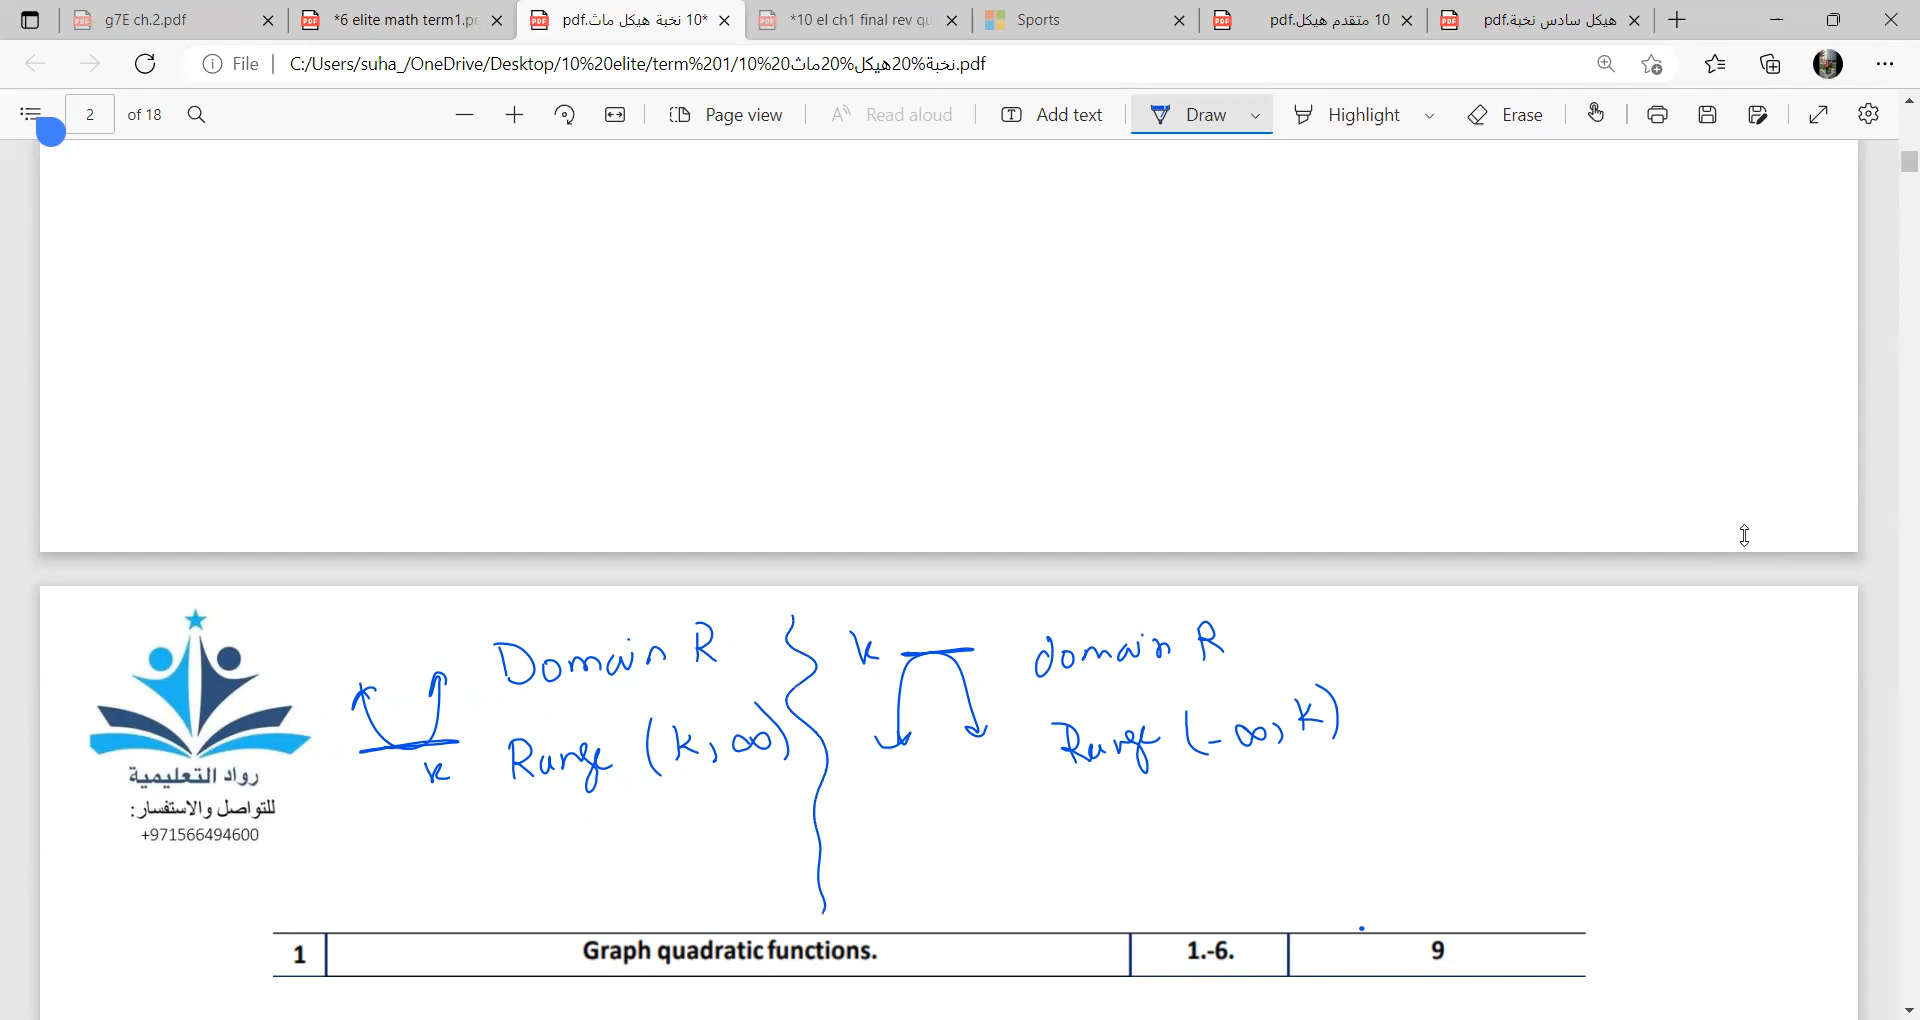 g7E ch.2.pdf
*6 elite math term1.p
*10 نخبة هيكل ماث.pdf
*10 el ch1 final rev qu
Sports
10 متقدم هيكل.pdf
هيكل سادس نخبة.pdf
File
C:/Users/suha_/OneDrive/Desktop/10%20elite/term%201/10%20نخبة%20هيكل%20ماث.pdf
2 of 18
Page view
Read aloud
Add text
Draw
Highlight
Erase
Domain R
k
domain R
k
Range (k, ∞)
Range (-∞, k)
رواد التعليمية
للتواصل والاستفسار:
+971566494600
1 Graph quadratic functions. 1.-6. 9